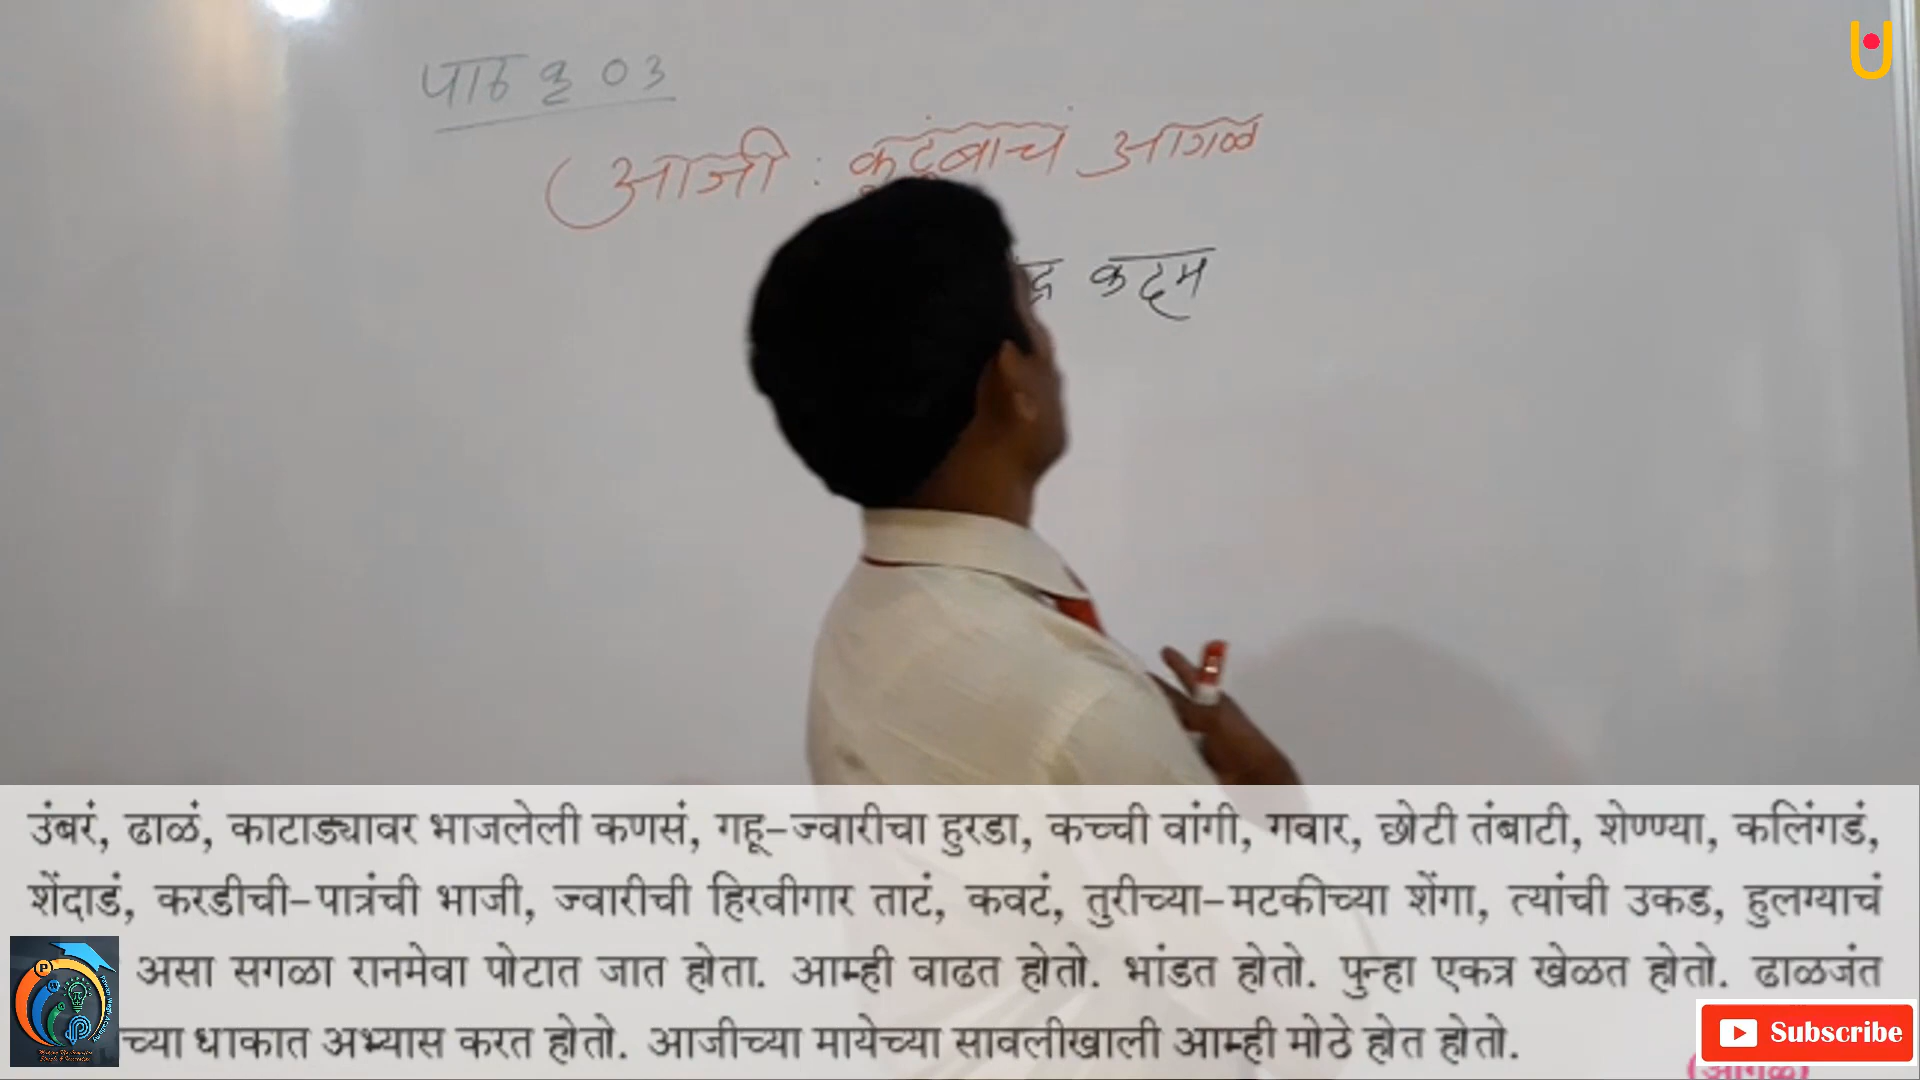 पाठ क्र 03
आजी : कुटुंबाचं आगळ
कदम
उंबरं, ढाळं, काटाड्यावर भाजलेली कणसं, गहू-ज्वारीचा हुरडा, कच्ची वांगी, गवार, छोटी तंबाटी, शेण्ण्या, कलिंगडं,
शेंदाडं, करडीची-पात्रंची भाजी, ज्वारीची हिरवीगार ताटं, कवटं, तुरीच्या-मटकीच्या शेंगा, त्यांची उकड, हुलग्याचं
असा सगळा रानमेवा पोटात जात होता. आम्ही वाढत होतो. भांडत होतो. पुन्हा एकत्र खेळत होतो. ढाळजंत
च्या धाकात अभ्यास करत होतो. आजीच्या मायेच्या सावलीखाली आम्ही मोठे होत होतो.
Subscribe